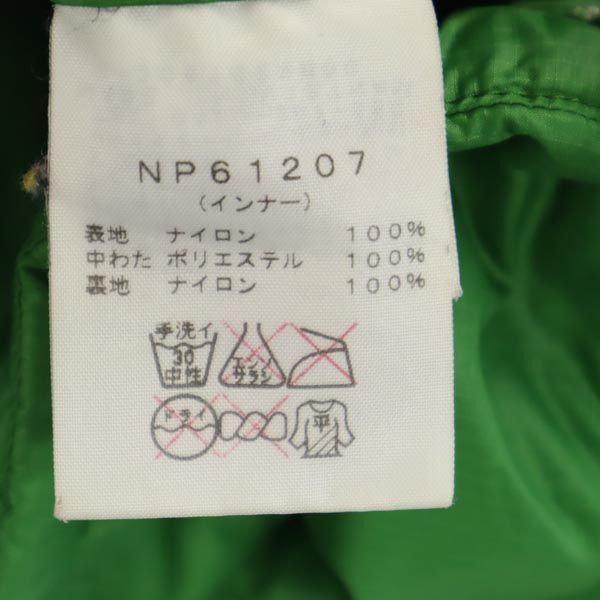 NP61207
(インナー)
表地 ナイロン 100%
中わた ポリエステル 100%
裏地 ナイロン 100%
手洗イ
30
中性
エンソ
サラシ
ドライ
平